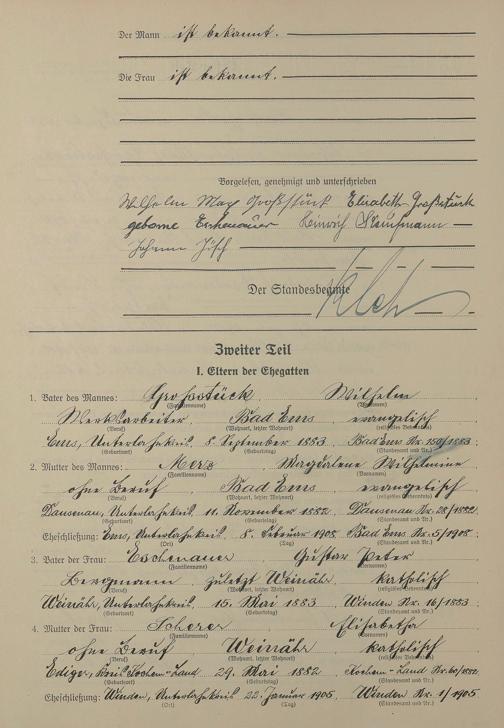 Der Mann ist bekannt.
Die Frau ist bekannt.
Vorgelesen, genehmigt und unterschrieben
Wilhelm Max Großstück Elisabeth Großstück
geborne Eschenauer Heinrich Kaufmann
Johann
Der Standesbeamte
Zweiter Teil
I. Eltern der Ehegatten
1. Vater des Mannes: Grossstück Wilhelm
(Familienname) (Vornamen)
Werksarbeiter Bad Ems evangelisch
(Beruf) (Wohnort, letzter Wohnort) (religiöses Bekenntnis)
Ems, Unterlahnkreis 8. September 1883 Bad Ems Nr. 150/1883;
(Geburtsort) (Geburtstag) (Standesamt und Nr.)
2. Mutter des Mannes: Merz Magdalene Wilhelmine
(Familienname) (Vornamen)
ohne Beruf Bad Ems evangelisch
(Beruf) (Wohnort, letzter Wohnort) (religiöses Bekenntnis)
Dausenau, Unterlahnkreis 11. November 1882 Dausenau Nr. 28/1882
(Geburtsort) (Geburtstag) (Standesamt und Nr.)
Eheschließung: Ems, Unterlahnkreis 8. Februar 1908 Bad Ems Nr. 5/1908;
(Ort) (Tag) (Standesamt und Nr.)
3. Vater der Frau: Eschenauer Gustav Peter
(Familienname) (Vornamen)
Bergmann zuletzt Weinähr katholisch
(Beruf) (Wohnort, letzter Wohnort) (religiöses Bekenntnis)
Weinähr, Unterlahnkreis 15. Mai 1883 Winden Nr. 16/1883
(Geburtsort) (Geburtstag) (Standesamt und Nr.)
4. Mutter der Frau: Scherer Elisabetha
(Familienname) (Vornamen)
ohne Beruf Weinähr katholisch
(Beruf) (Wohnort, letzter Wohnort) (religiöses Bekenntnis)
Ediger, Kreis Kochem-Land 29. Mai 1882 Kochem-Land Nr. 60/1882;
(Geburtsort) (Geburtstag) (Standesamt und Nr.)
Eheschließung: Winden, Unterlahnkreis 22. Januar 1905 Winden Nr. 1/1905
(Ort) (Tag) (Standesamt und Nr.)